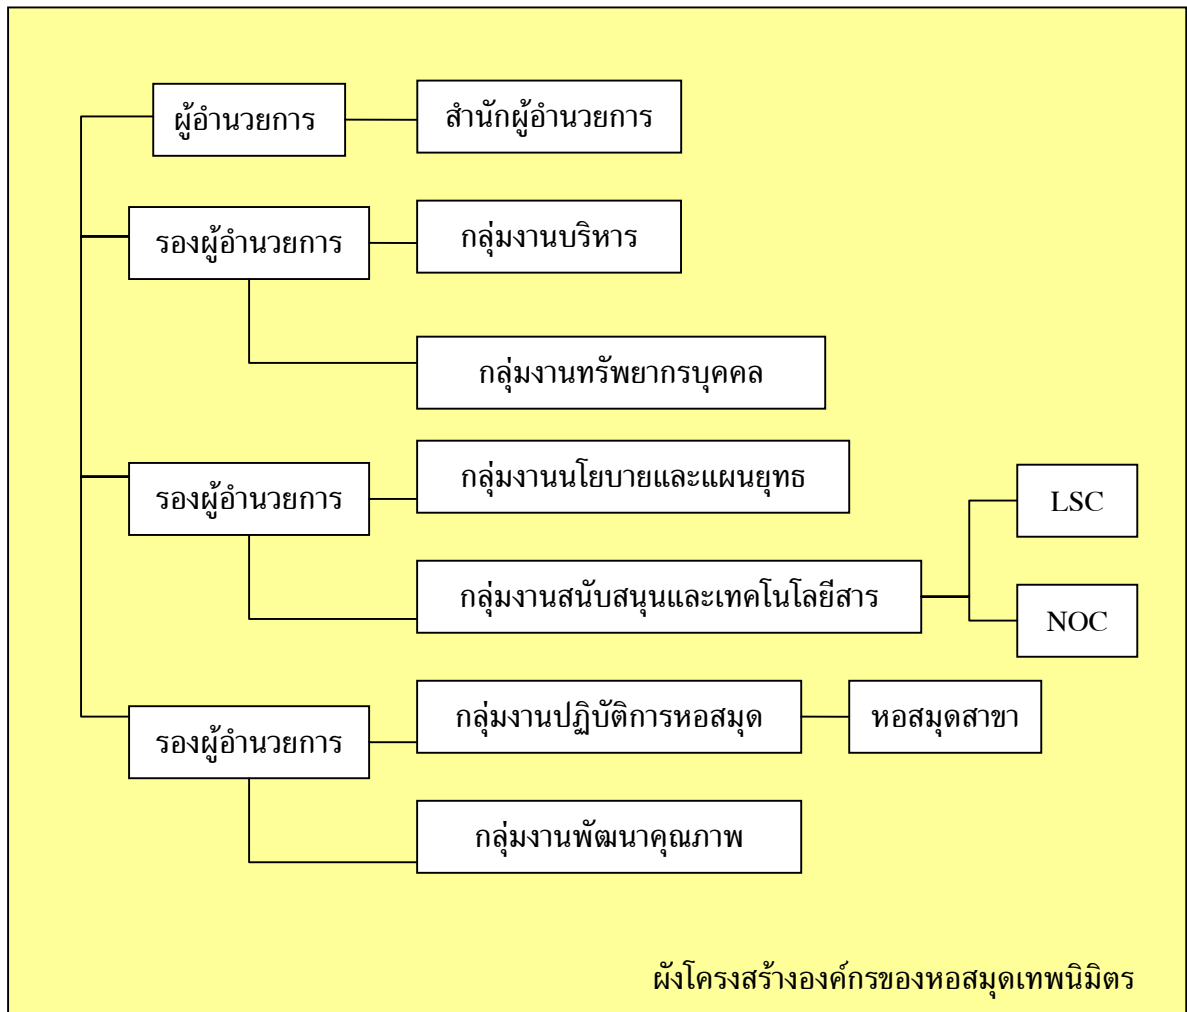 ผู้อำนวยการ
สำนักผู้อำนวยการ
รองผู้อำนวยการ
กลุ่มงานบริหาร
กลุ่มงานทรัพยากรบุคคล
รองผู้อำนวยการ
กลุ่มงานนโยบายและแผนยุทธ
กลุ่มงานสนับสนุนและเทคโนโลยีสาร
LSC
NOC
รองผู้อำนวยการ
กลุ่มงานปฏิบัติการหอสมุด
หอสมุดสาขา
กลุ่มงานพัฒนาคุณภาพ
ผังโครงสร้างองค์กรของหอสมุดเทพนิมิตร